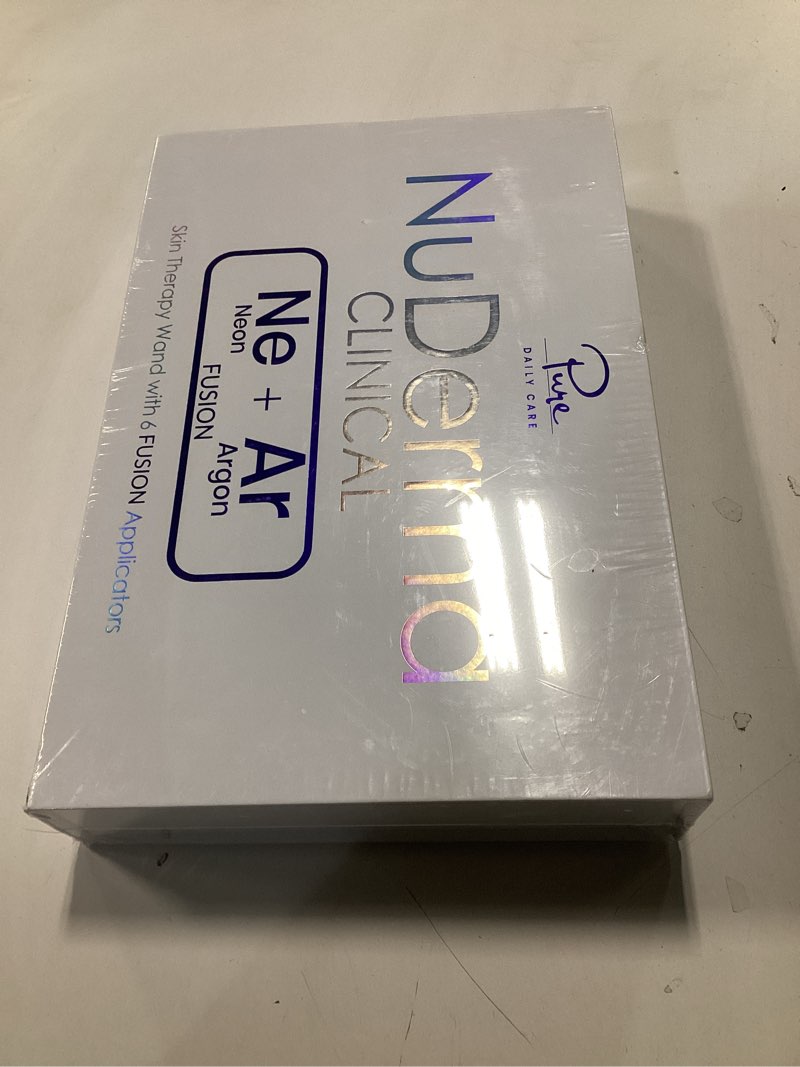 Pure
DAILY CARE
NuDerma
CLINICAL
Ne + Ar
Neon Argon
FUSION
Skin Therapy Wand with 6 FUSION Applicators